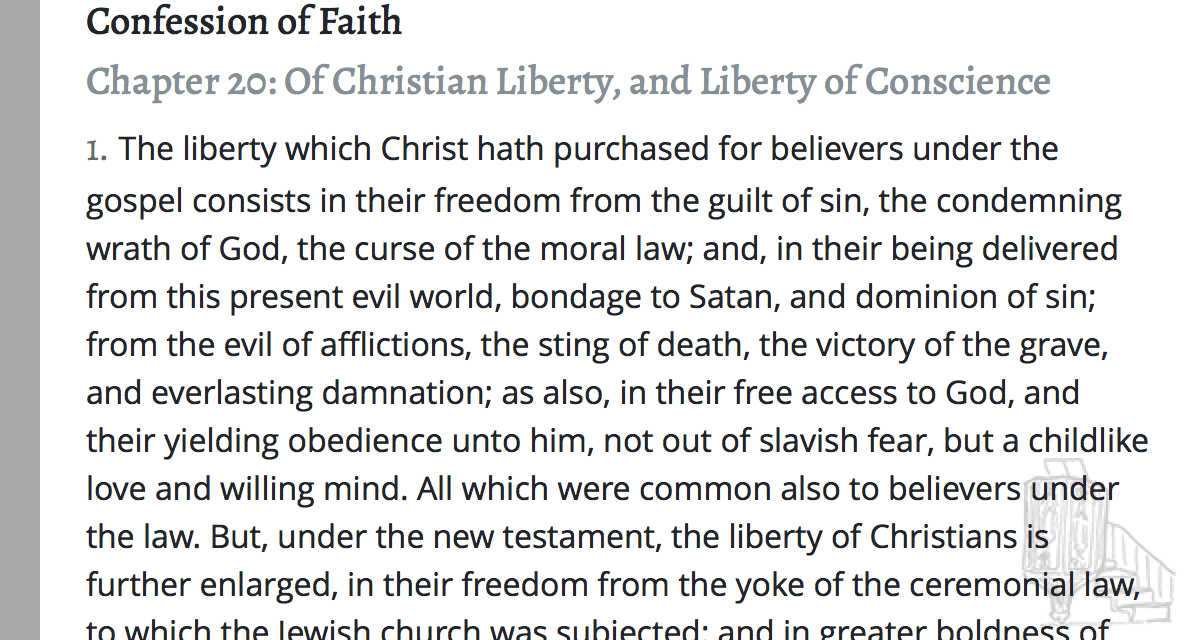 Confession of Faith
Chapter 20: Of Christian Liberty, and Liberty of Conscience
1. The liberty which Christ hath purchased for believers under the
gospel consists in their freedom from the guilt of sin, the condemning
wrath of God, the curse of the moral law; and, in their being delivered
from this present evil world, bondage to Satan, and dominion of sin;
from the evil of afflictions, the sting of death, the victory of the grave,
and everlasting damnation; as also, in their free access to God, and
their yielding obedience unto him, not out of slavish fear, but a childlike
love and willing mind. All which were common also to believers under
the law. But, under the new testament, the liberty of Christians is
further enlarged, in their freedom from the yoke of the ceremonial law,
to which the Jewish church was subjected; and in greater boldness of